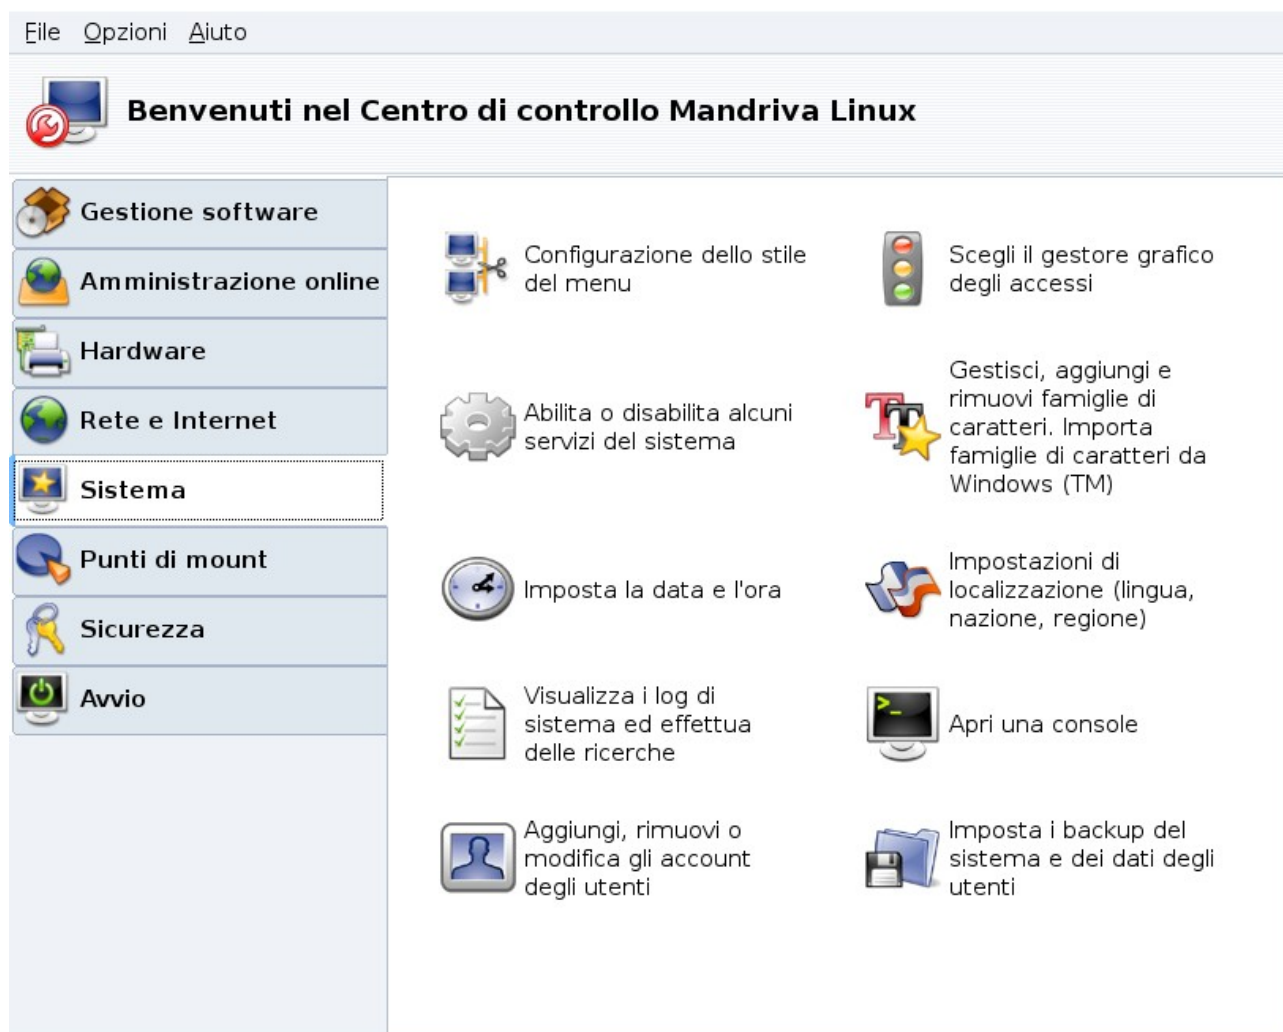 File Opzioni Aiuto
Benvenuti nel Centro di controllo Mandriva Linux
Gestione software
Amministrazione online
Hardware
Rete e Internet
Sistema
Punti di mount
Sicurezza
Avvio
Configurazione dello stile
del menu
Scegli il gestore grafico
degli accessi
Abilita o disabilita alcuni
servizi del sistema
Gestisci, aggiungi e
rimuovi famiglie di
caratteri. Importa
famiglie di caratteri da
Windows (TM)
Imposta la data e l'ora
Impostazioni di
localizzazione (lingua,
nazione, regione)
Visualizza i log di
sistema ed effettua
delle ricerche
Apri una console
Aggiungi, rimuovi o
modifica gli account
degli utenti
Imposta i backup del
sistema e dei dati degli
utenti